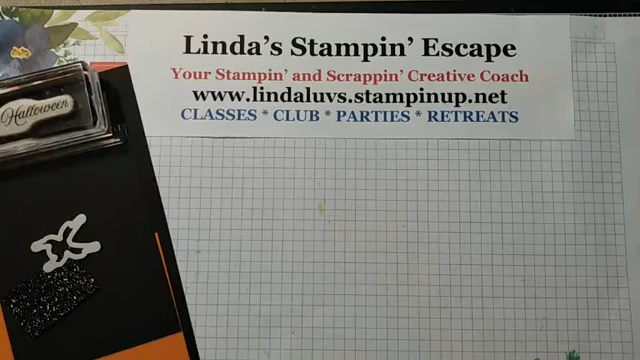 Linda's Stampin' Escape
Your Stampin' and Scrappin' Creative Coach
www.lindaluvs.stampinup.net
CLASSES * CLUB * PARTIES * RETREATS
Halloween